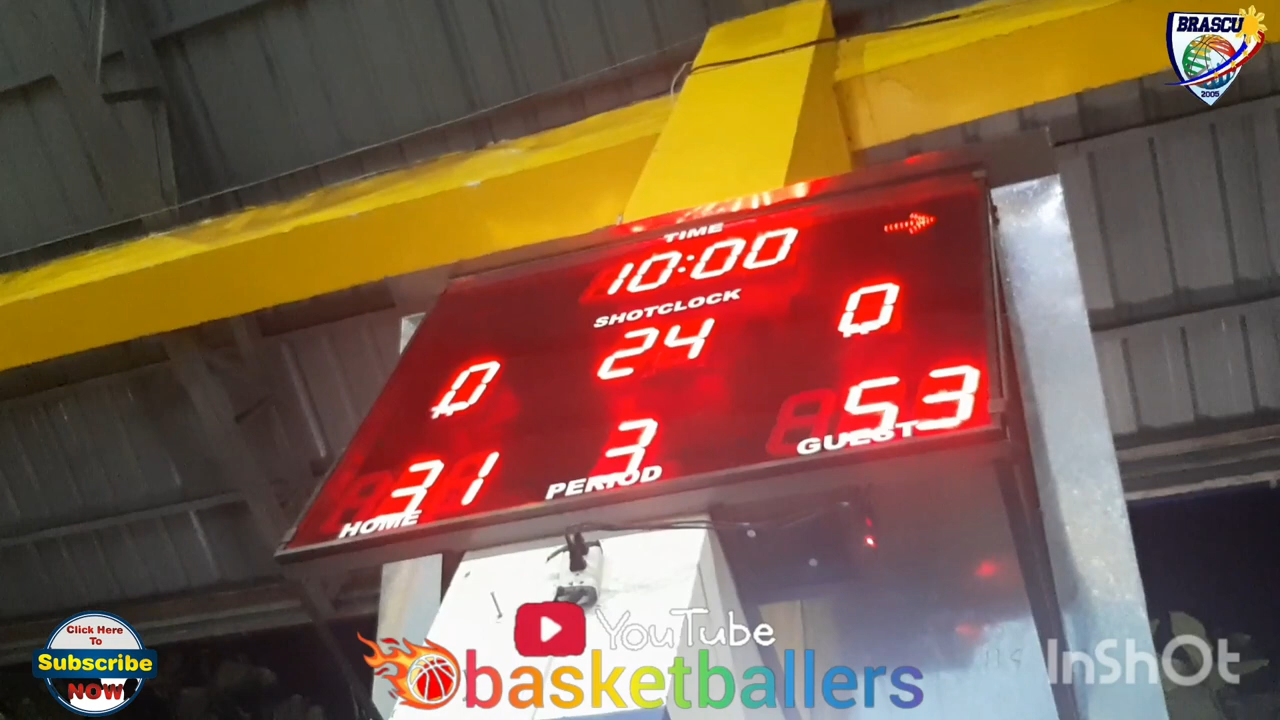 BRASCU
2005
TIME
10:00
SHOTCLOCK
24
0
0
31
3
53
HOME
PERIOD
GUEST
Click Here
To
Subscribe
NOW
YouTube
basketballers
InShOt